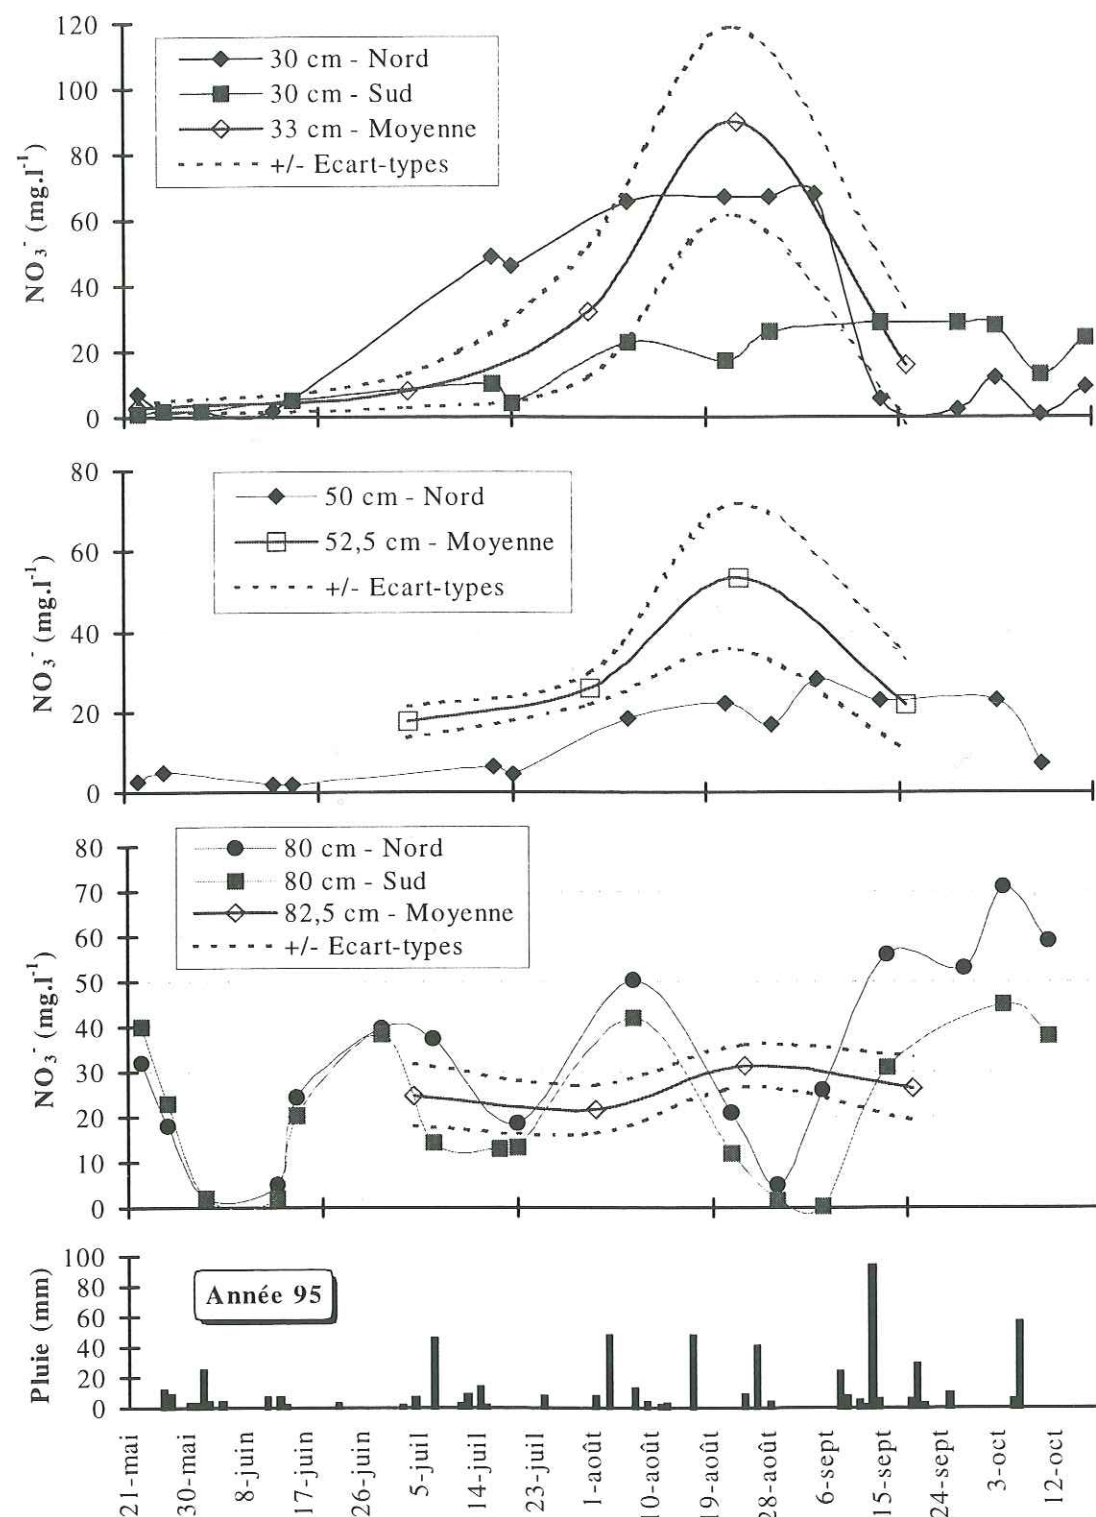 120
100
80
60
40
20
0
NO₃⁻ (mg.l⁻¹)
30 cm - Nord
30 cm - Sud
33 cm - Moyenne
+/- Ecart-types
80
60
40
20
0
NO₃⁻ (mg.l⁻¹)
50 cm - Nord
52,5 cm - Moyenne
+/- Ecart-types
80
70
60
50
40
30
20
10
0
NO₃⁻ (mg.l⁻¹)
80 cm - Nord
80 cm - Sud
82,5 cm - Moyenne
+/- Ecart-types
100
80
60
40
20
0
Pluie (mm)
Année 95
21-mai
30-mai
8-juin
17-juin
26-juin
5-juil
14-juil
23-juil
1-août
10-août
19-août
28-août
6-sept
15-sept
24-sept
3-oct
12-oct